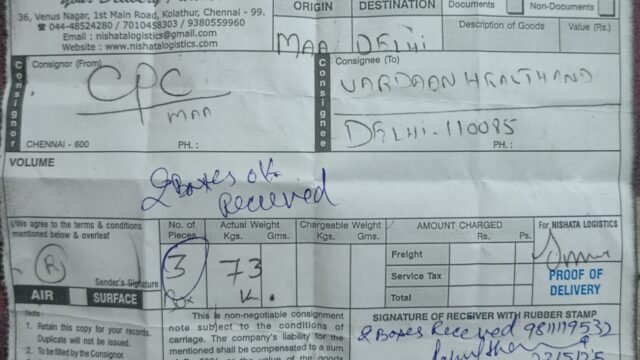 36, Venus Nagar, 1st Main Road, Kolathur, Chennai - 99.
044-48524280 / 7010458303 / 9380559960
Email : nishatalogistics@gmail.com
Website : www.nishatalogistics.com
ORIGIN
DESTINATION
Documents
Non-Documents
Description of Goods
Value (Rs.)
MAA
DELHI
Consignor
Consignor (From)
CPC
MAA
CHENNAI - 600
PH. :
Consignee
Consignee (To)
VARDAAN HEALTH AND
DELHI-110085
PH. :
VOLUME
2 Boxes ok
Received
I/We agree to the terms & conditions
mentioned below & overleaf
R
Sender's Signature
AIR
SURFACE
No. of
Pieces
3
Box
Actual Weight
Kgs.
Gms.
73
K
Chargeable Weight
Kgs.
Gms.
AMOUNT CHARGED
Rs.
Ps.
Freight
Service Tax
Total
For NISHATA LOGISTICS
PROOF OF
DELIVERY
Note:
1. Retain this copy for your records.
Duplicate will not be issued.
2. To be filled by the Consignor.
This is non-negotiable consignment
note subject to the conditions of
carriage. The company's liability for
the mentioned shall be compensated to a sum
SIGNATURE OF RECEIVER WITH RUBBER STAMP
2 Boxes Received 9811119532